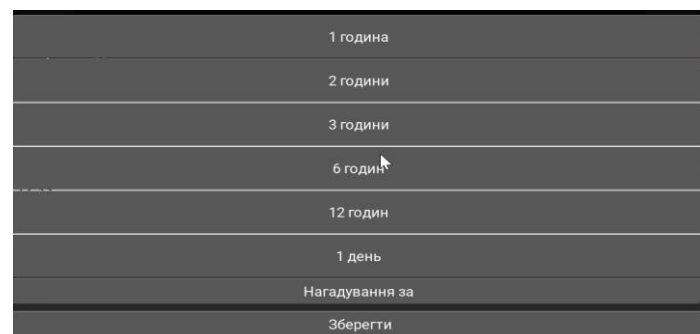 1 година
2 години
3 години
6 годин
12 годин
1 день
Нагадування за
Зберегти